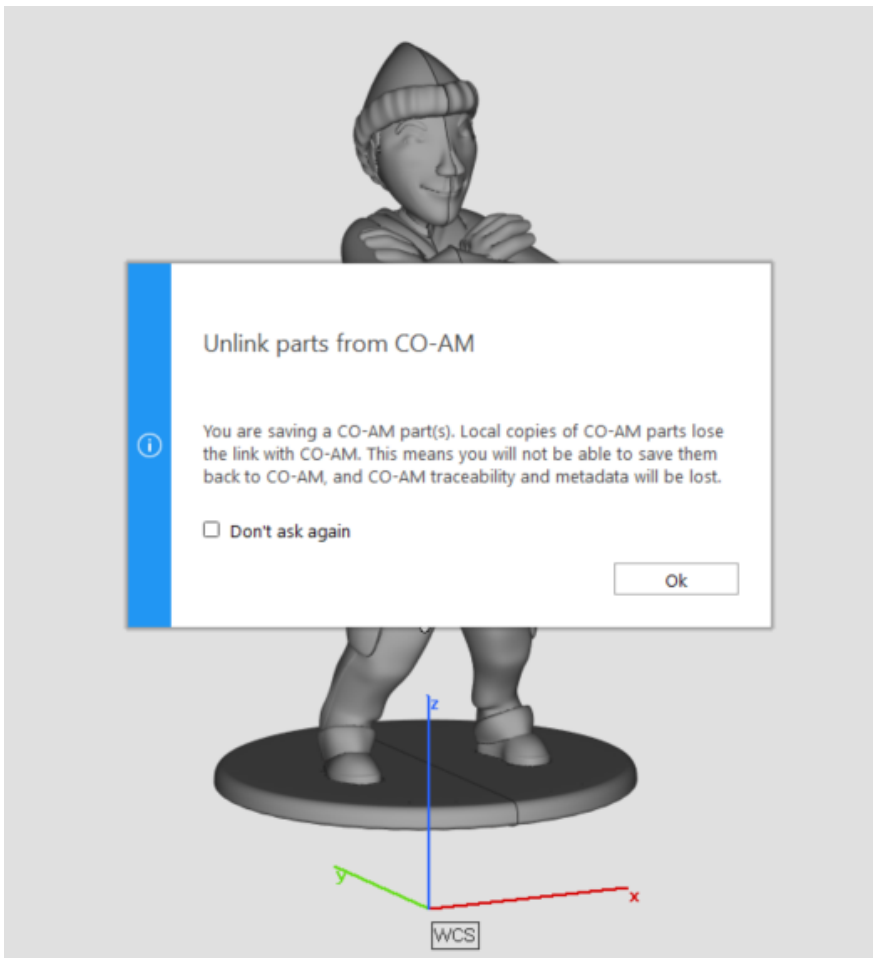 Unlink parts from CO-AM
You are saving a CO-AM part(s). Local copies of CO-AM parts lose
the link with CO-AM. This means you will not be able to save them
back to CO-AM, and CO-AM traceability and metadata will be lost.
Don't ask again
Ok
z
y
x
WCS